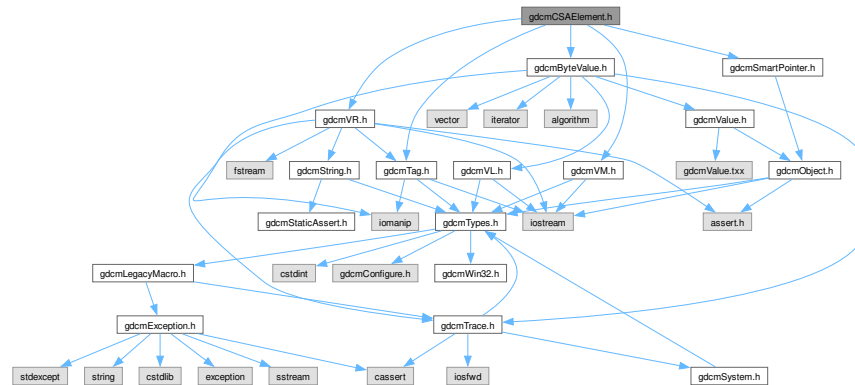 gdcmCSAElement.h
gdcmByteValue.h
gdcmSmartPointer.h
gdcmVR.h
vector
iterator
algorithm
gdcmValue.h
fstream
gdcmString.h
gdcmTag.h
gdcmVL.h
gdcmVM.h
gdcmValue.txx
gdcmObject.h
gdcmStaticAssert.h
iomanip
gdcmTypes.h
iostream
assert.h
gdcmLegacyMacro.h
cstdint
gdcmConfigure.h
gdcmWin32.h
gdcmException.h
gdcmTrace.h
stdexcept
string
cstdlib
exception
sstream
cassert
iosfwd
gdcmSystem.h